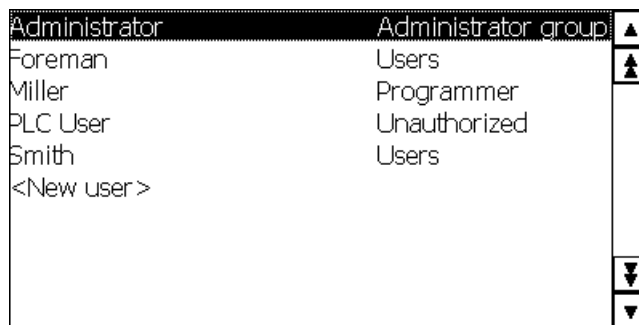 Administrator Administrator group
Foreman Users
Miller Programmer
PLC User Unauthorized
Smith Users
<New user>